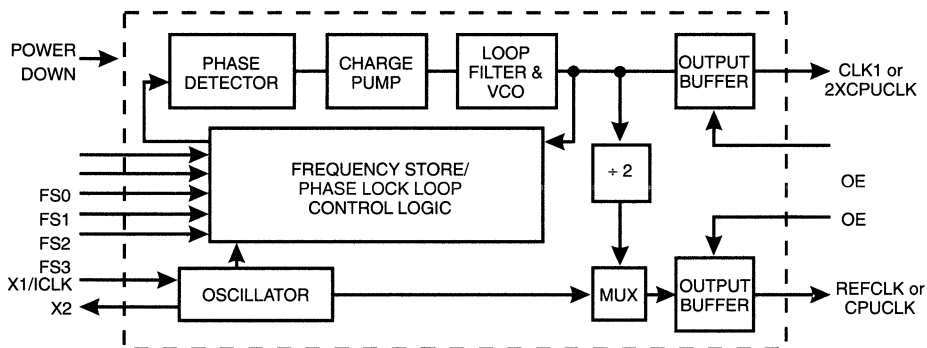 POWER
DOWN
PHASE
DETECTOR
CHARGE
PUMP
LOOP
FILTER &
VCO
OUTPUT
BUFFER
CLK1 or
2XCPUCLK
FREQUENCY STORE/
PHASE LOCK LOOP
CONTROL LOGIC
÷ 2
OE
FS0
FS1
FS2
FS3
OE
X1/ICLK
X2
OSCILLATOR
MUX
OUTPUT
BUFFER
REFCLK or
CPUCLK